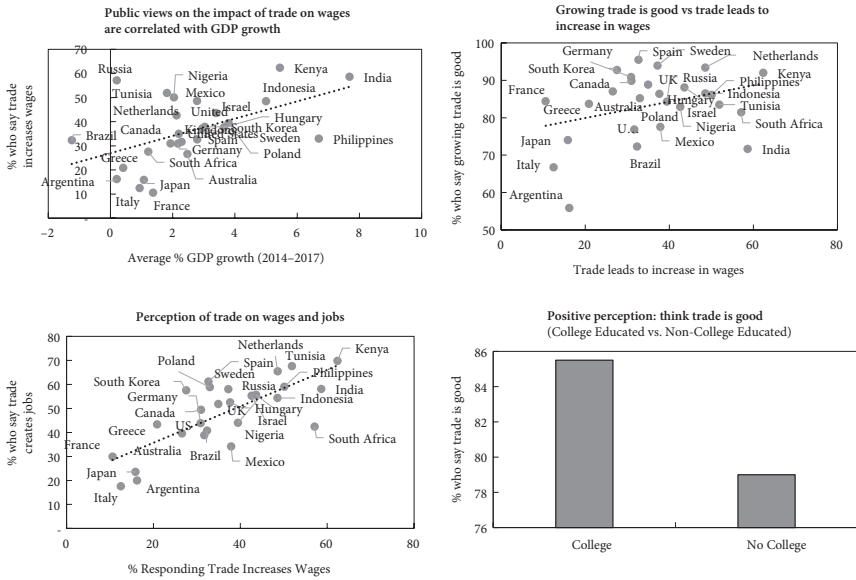 Public views on the impact of trade on wages
are correlated with GDP growth
% who say trade
increases wages
70
60
50
40
30
20
10
-
Russia
Kenya
India
Nigeria
Tunisia
Mexico
Indonesia
Netherlands
United
Kingdom
Israel
Hungary
Brazil
Canada
United States
South Korea
Spain
Sweden
Philippines
Greece
Germany
Poland
South Africa
Argentina
Japan
Australia
Italy
France
−2
0
2
4
6
8
10
Average % GDP growth (2014–2017)
Growing trade is good vs trade leads to
increase in wages
% who say growing trade is good
100
90
80
70
60
50
Germany
Spain
Sweden
Netherlands
South Korea
Canada
UK
Russia
Philippines
Kenya
France
Greece
Australia
Hungary
Indonesia
Poland
Israel
Tunisia
U.S.
Nigeria
South Africa
Japan
Mexico
Italy
Brazil
India
Argentina
0
20
40
60
80
Trade leads to increase in wages
Perception of trade on wages and jobs
% who say trade
creates jobs
80
70
60
50
40
30
20
10
-
Netherlands
Tunisia
Kenya
Poland
Spain
Sweden
Philippines
South Korea
Russia
India
Germany
Canada
UK
Hungary
Indonesia
Greece
US
Israel
France
Australia
Nigeria
South Africa
Brazil
Mexico
Japan
Italy
Argentina
0
20
40
60
80
% Responding Trade Increases Wages
Positive perception: think trade is good
(College Educated vs. Non-College Educated)
% who say trade is good
86
84
82
80
78
76
College
No College